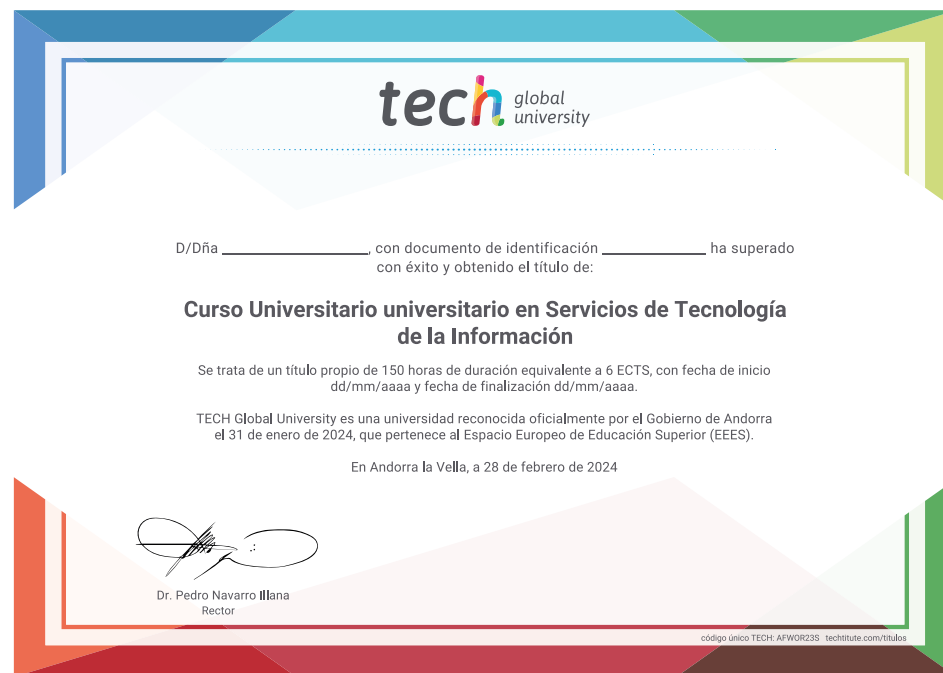 tech global university
D/Dña ____________, con documento de identificación _________ ha superado
con éxito y obtenido el título de:
Curso Universitario universitario en Servicios de Tecnología
de la Información
Se trata de un título propio de 150 horas de duración equivalente a 6 ECTS, con fecha de inicio
dd/mm/aaaa y fecha de finalización dd/mm/aaaa.
TECH Global University es una universidad reconocida oficialmente por el Gobierno de Andorra
el 31 de enero de 2024, que pertenece al Espacio Europeo de Educación Superior (EEES).
En Andorra la Vella, a 28 de febrero de 2024
Dr. Pedro Navarro Illana
Rector
código único TECH: AFWOR23S techtitute.com/titulos